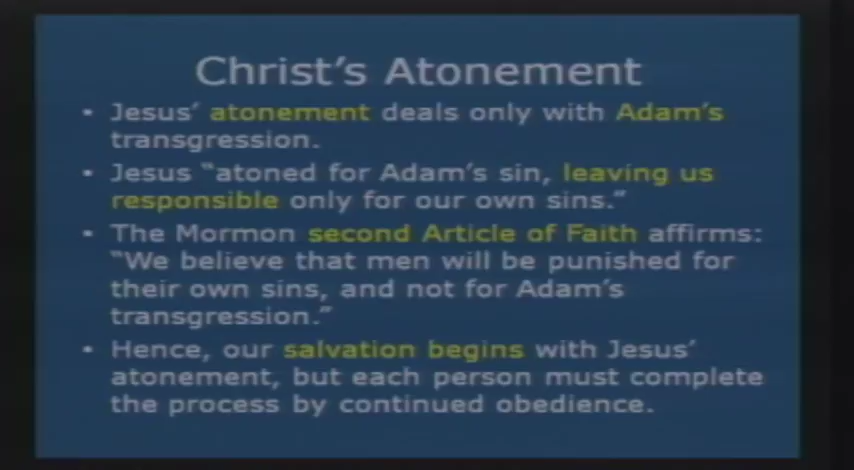 Christ's Atonement
• Jesus' atonement deals only with Adam's
transgression.
• Jesus "atoned for Adam's sin, leaving us
responsible only for our own sins."
• The Mormon second Article of Faith affirms:
"We believe that men will be punished for
their own sins, and not for Adam's
transgression."
• Hence, our salvation begins with Jesus'
atonement, but each person must complete
the process by continued obedience.